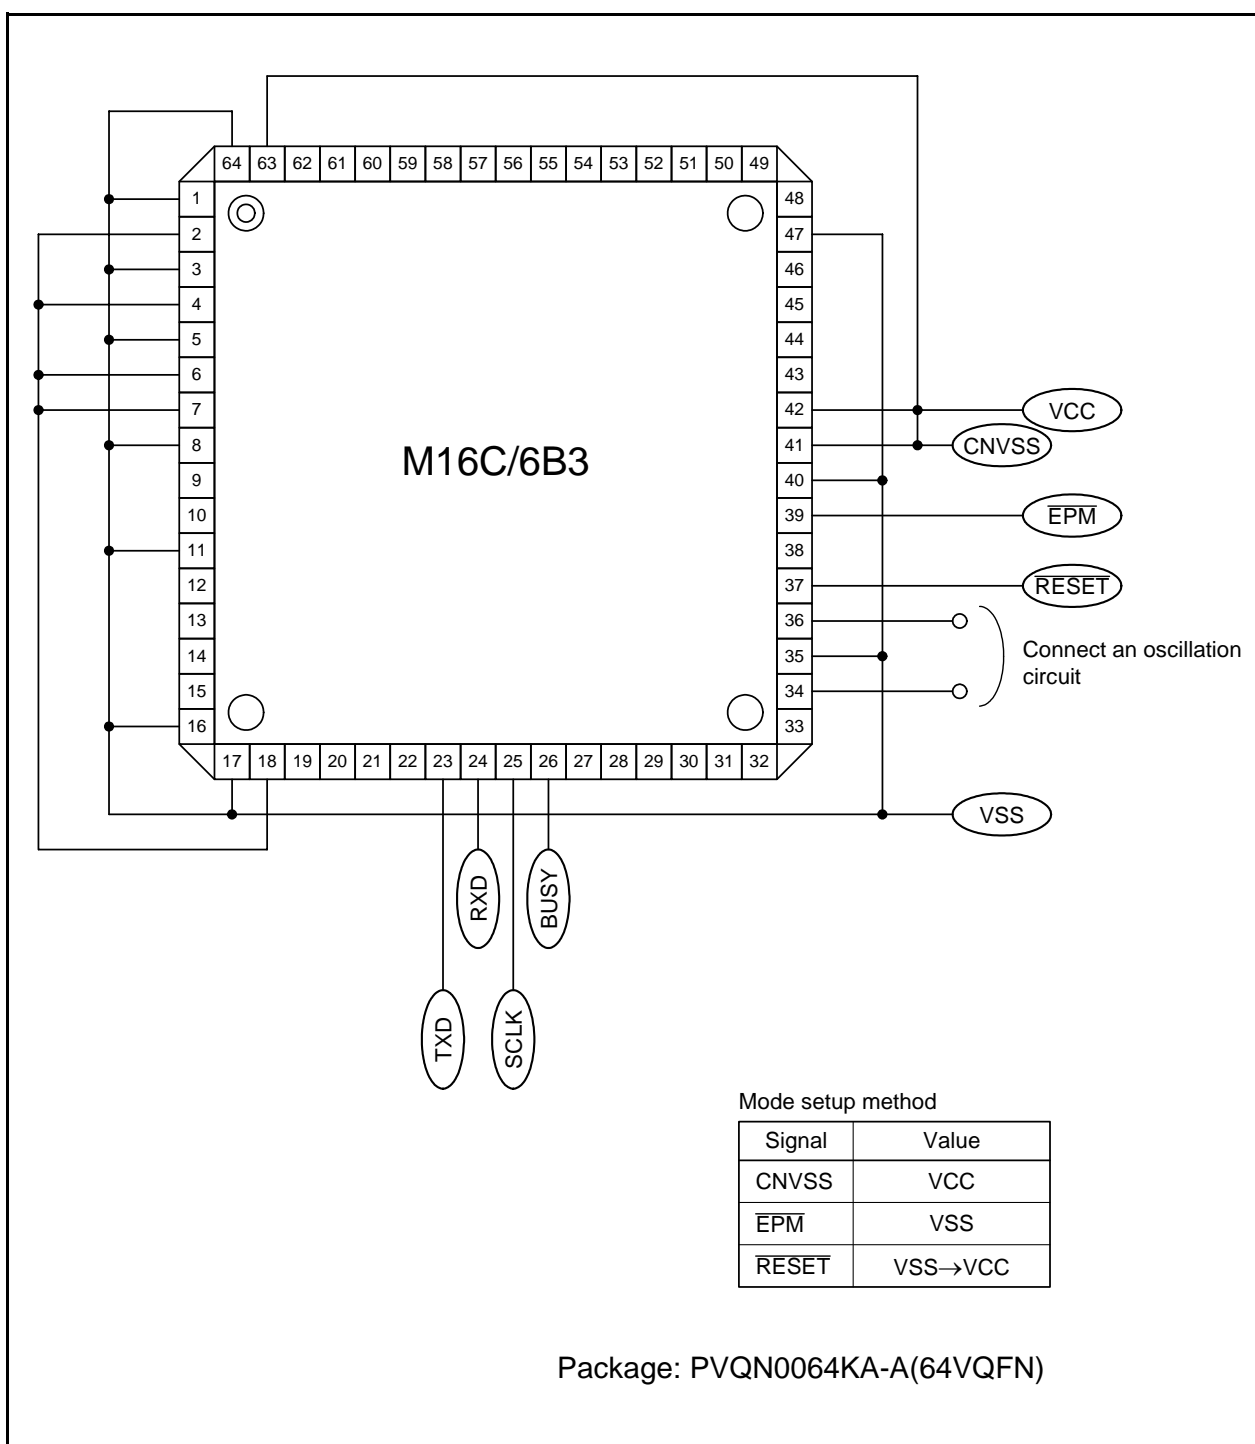 64 63 62 61 60 59 58 57 56 55 54 53 52 51 50 49
1
2
3
4
5
6
7
8
9
10
11
12
13
14
15
16
M16C/6B3
48
47
46
45
44
43
42
41
40
39
38
37
36
35
34
33
17 18 19 20 21 22 23 24 25 26 27 28 29 30 31 32
VCC
CNVSS
E̅P̅M̅
R̅E̅S̅E̅T̅
Connect an oscillation
circuit
VSS
RXD
BUSY
TXD
SCLK
Mode setup method
Signal Value
CNVSS VCC
E̅P̅M̅ VSS
R̅E̅S̅E̅T̅ VSS→VCC
Package: PVQN0064KA-A(64VQFN)